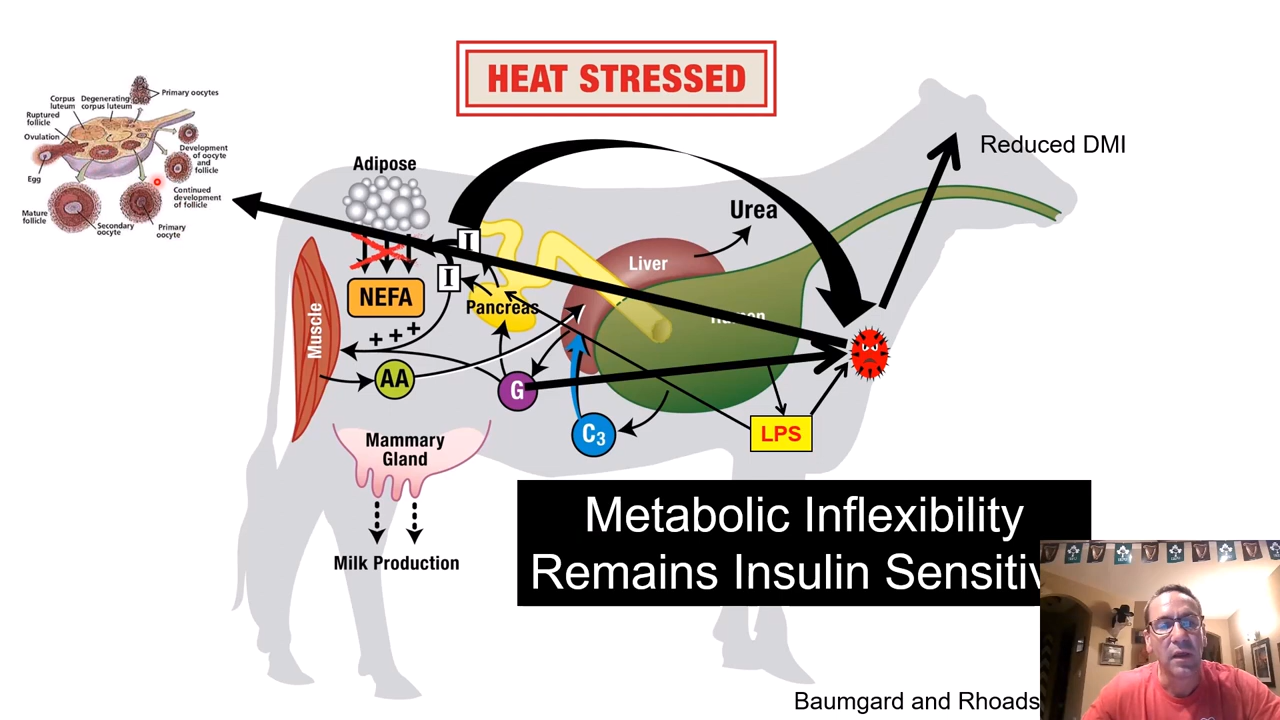 HEAT STRESSED
Primary oocytes
Corpus
luteum
Degenerating
corpus luteum
Ruptured
follicle
Ovulation
Egg
Development
of oocyte
and
follicle
Continued
development
of follicle
Mature
follicle
Secondary
oocyte
Primary
oocyte
Adipose
Reduced DMI
Urea
I
I
Liver
NEFA
Pancreas
Muscle
+ + +
AA
G
C3
LPS
Mammary
Gland
Milk Production
Metabolic Inflexibility
Remains Insulin Sensitiv
Baumgard and Rhoads